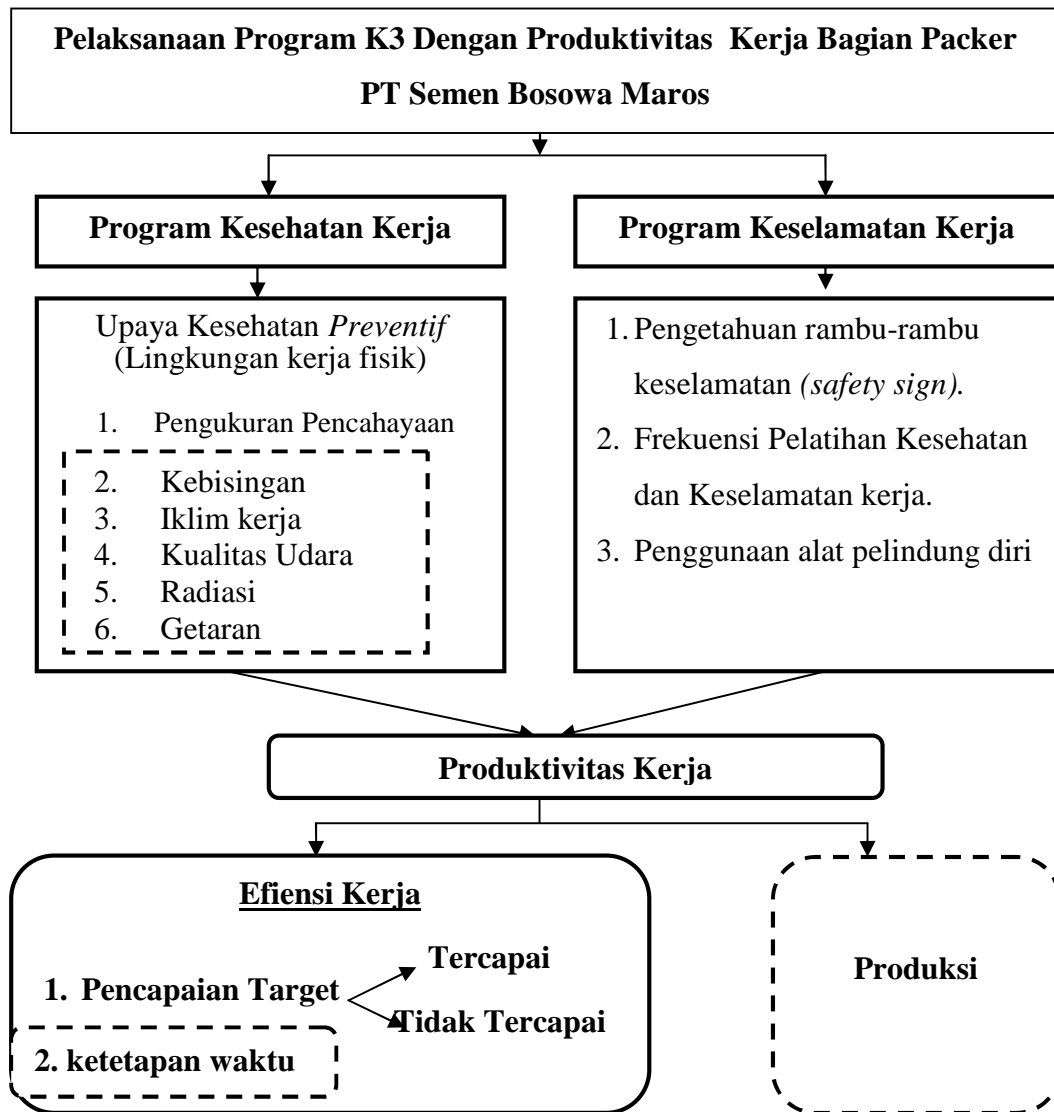 Pelaksanaan Program K3 Dengan Produktivitas Kerja Bagian Packer
PT Semen Bosowa Maros
Program Kesehatan Kerja
Program Keselamatan Kerja
Upaya Kesehatan Preventif
(Lingkungan kerja fisik)
1. Pengukuran Pencahayaan
2. Kebisingan
3. Iklim kerja
4. Kualitas Udara
5. Radiasi
6. Getaran
1. Pengetahuan rambu-rambu
keselamatan (safety sign).
2. Frekuensi Pelatihan Kesehatan
dan Keselamatan kerja.
3. Penggunaan alat pelindung diri
Produktivitas Kerja
Efiensi Kerja
1. Pencapaian Target
Tercapai
Tidak Tercapai
2. ketetapan waktu
Produksi